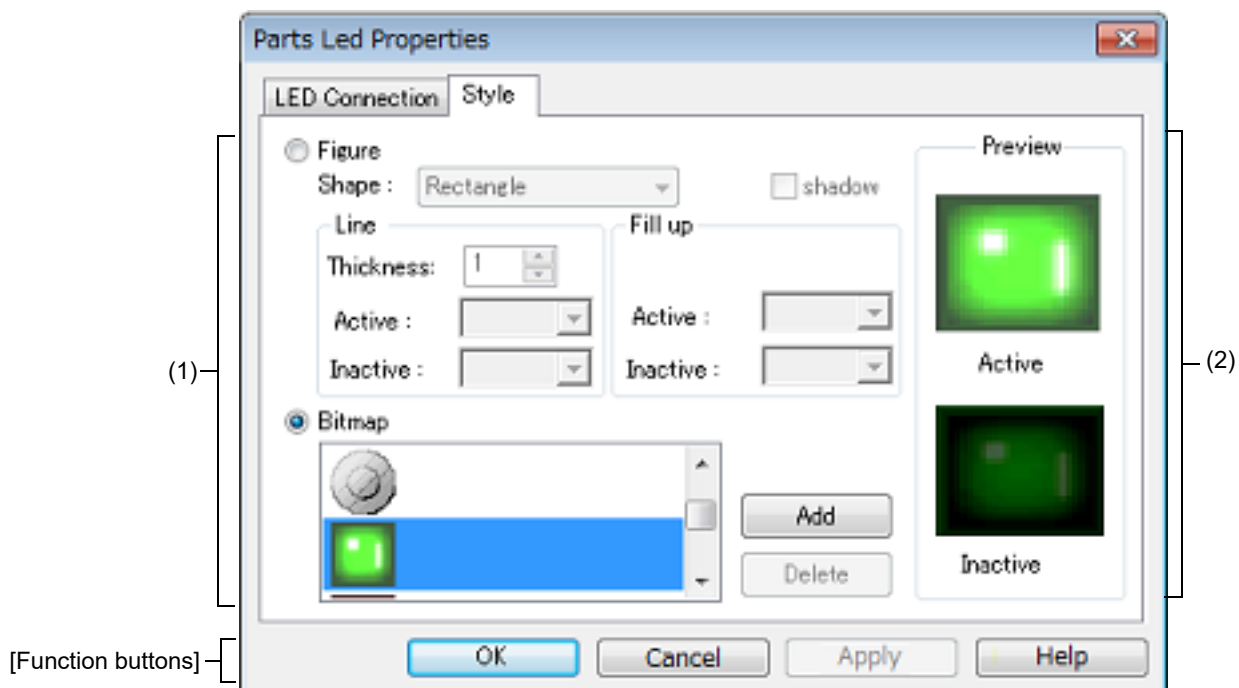 Parts Led Properties
LED Connection Style
Figure
Shape : Rectangle shadow
Line
Thickness: 1
Active :
Inactive :
Fill up
Active :
Inactive :
Bitmap
Add
Delete
Preview
Active
Inactive
(1)
(2)
[Function buttons]
OK Cancel Apply Help